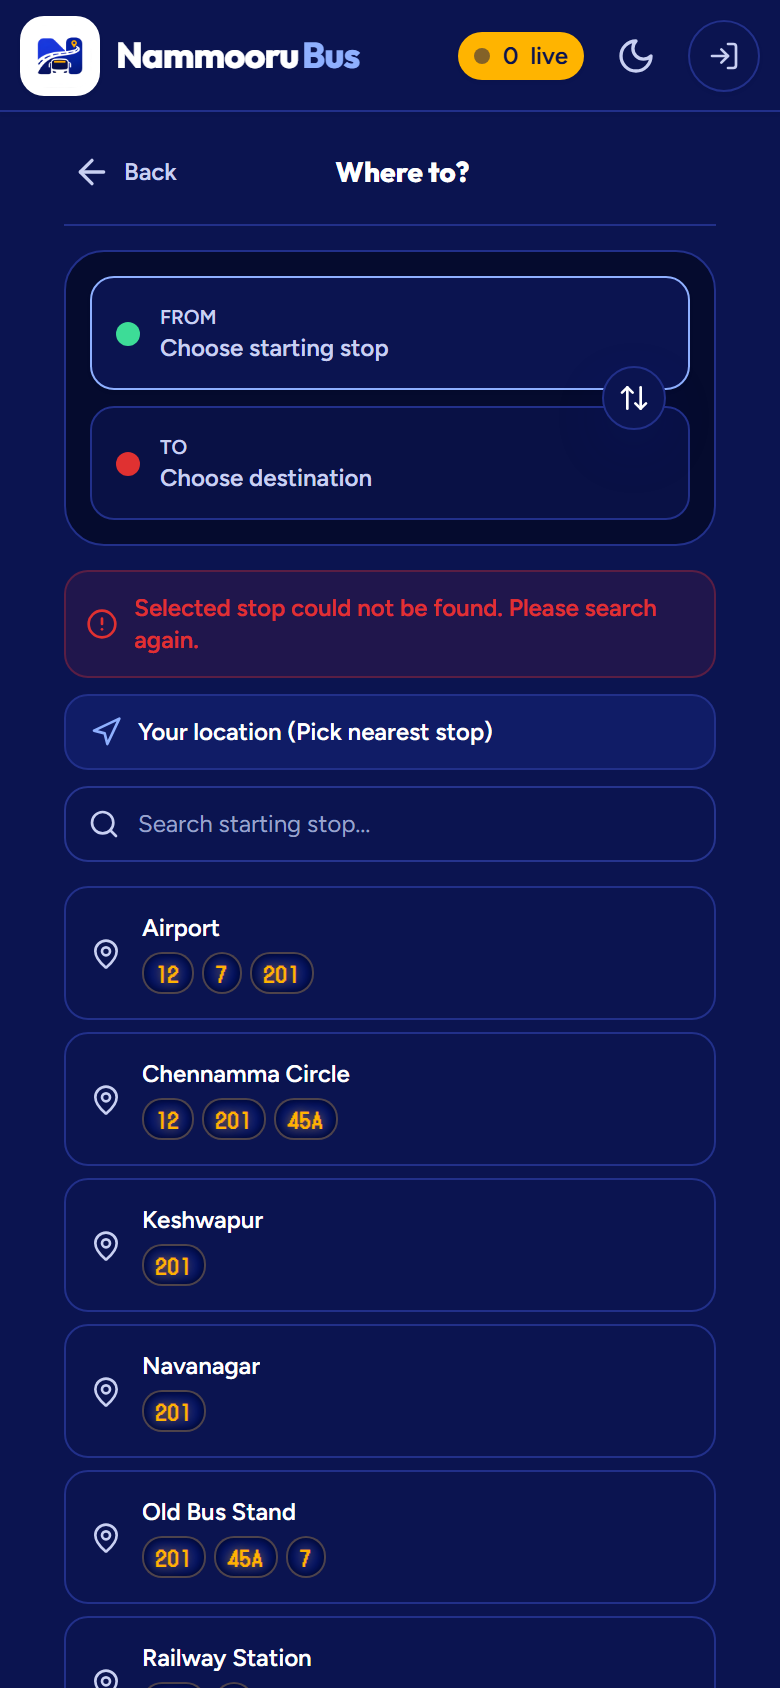 Nammooru Bus
0 live
Back
Where to?
FROM
Choose starting stop
TO
Choose destination
Selected stop could not be found. Please search
again.
Your location (Pick nearest stop)
Search starting stop...
Airport
12 7 201
Chennamma Circle
12 201 45A
Keshwapur
201
Navanagar
201
Old Bus Stand
201 45A 7
Railway Station